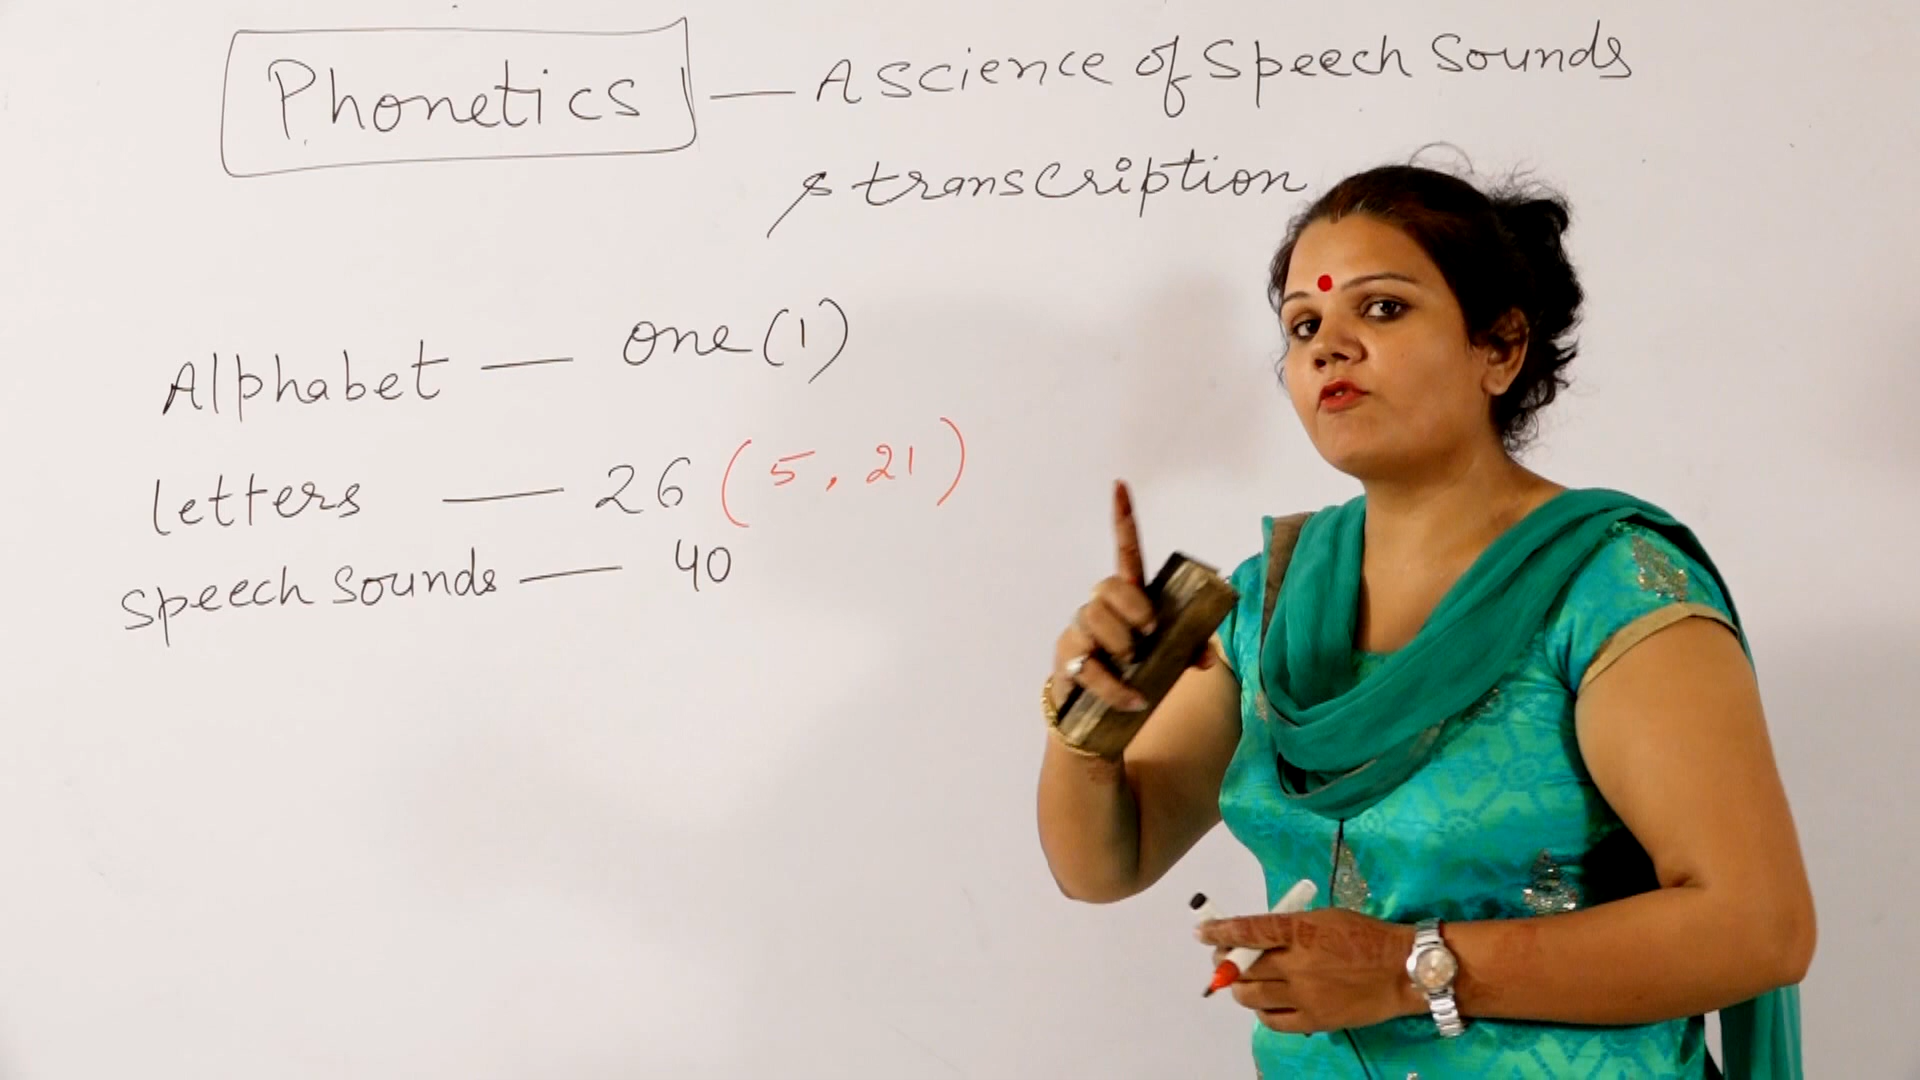 Phonetics — A Science of Speech Sounds
& transcription
Alphabet — one (1)
letters — 26 (5, 21)
Speech Sounds — 40